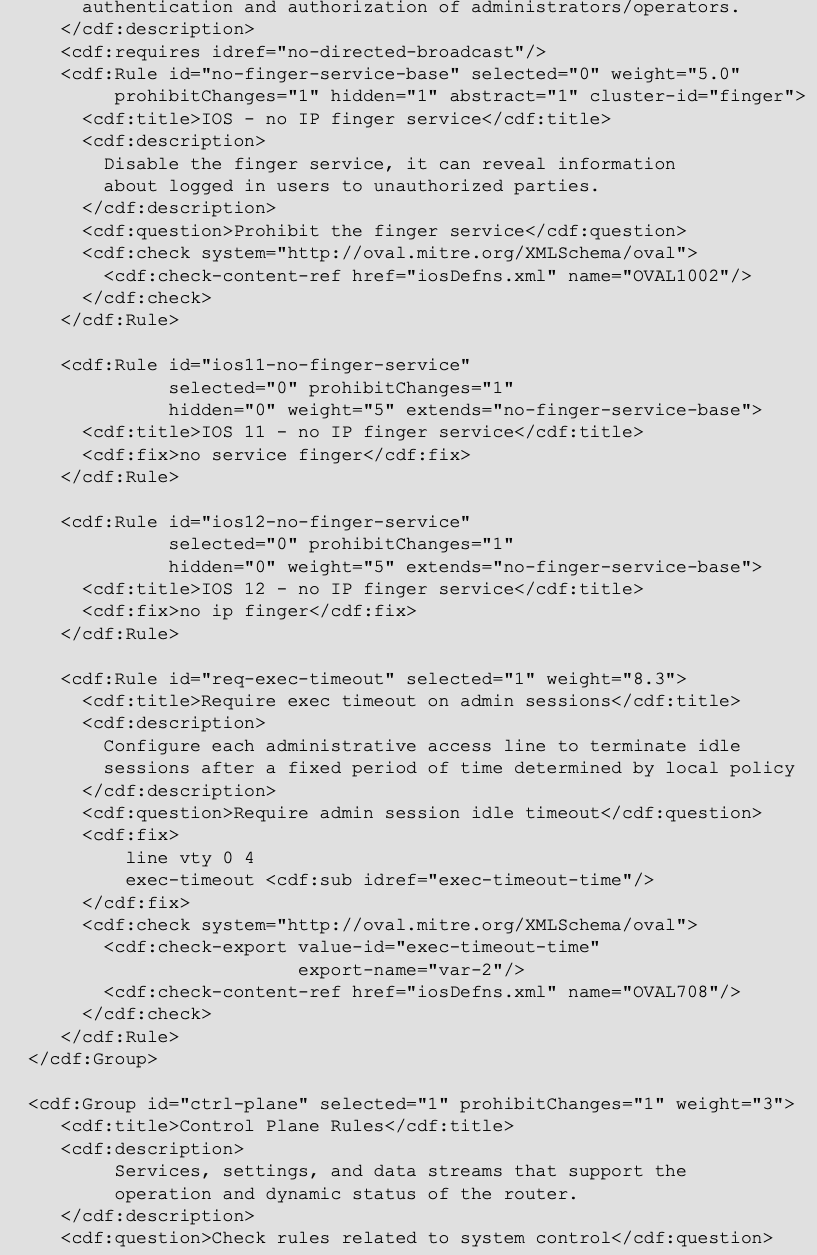 authentication and authorization of administrators/operators.
</cdf:description>
<cdf:requires idref="no-directed-broadcast"/>
<cdf:Rule id="no-finger-service-base" selected="0" weight="5.0"
prohibitChanges="1" hidden="1" abstract="1" cluster-id="finger">
<cdf:title>IOS - no IP finger service</cdf:title>
<cdf:description>
Disable the finger service, it can reveal information
about logged in users to unauthorized parties.
</cdf:description>
<cdf:question>Prohibit the finger service</cdf:question>
<cdf:check system="http://oval.mitre.org/XMLSchema/oval">
<cdf:check-content-ref href="iosDefns.xml" name="OVAL1002"/>
</cdf:check>
</cdf:Rule>
<cdf:Rule id="ios11-no-finger-service"
selected="0" prohibitChanges="1"
hidden="0" weight="5" extends="no-finger-service-base">
<cdf:title>IOS 11 - no IP finger service</cdf:title>
<cdf:fix>no service finger</cdf:fix>
</cdf:Rule>
<cdf:Rule id="ios12-no-finger-service"
selected="0" prohibitChanges="1"
hidden="0" weight="5" extends="no-finger-service-base">
<cdf:title>IOS 12 - no IP finger service</cdf:title>
<cdf:fix>no ip finger</cdf:fix>
</cdf:Rule>
<cdf:Rule id="req-exec-timeout" selected="1" weight="8.3">
<cdf:title>Require exec timeout on admin sessions</cdf:title>
<cdf:description>
Configure each administrative access line to terminate idle
sessions after a fixed period of time determined by local policy
</cdf:description>
<cdf:question>Require admin session idle timeout</cdf:question>
<cdf:fix>
line vty 0 4
exec-timeout <cdf:sub idref="exec-timeout-time"/>
</cdf:fix>
<cdf:check system="http://oval.mitre.org/XMLSchema/oval">
<cdf:check-export value-id="exec-timeout-time"
export-name="var-2"/>
<cdf:check-content-ref href="iosDefns.xml" name="OVAL708"/>
</cdf:check>
</cdf:Rule>
</cdf:Group>
<cdf:Group id="ctrl-plane" selected="1" prohibitChanges="1" weight="3">
<cdf:title>Control Plane Rules</cdf:title>
<cdf:description>
Services, settings, and data streams that support the
operation and dynamic status of the router.
</cdf:description>
<cdf:question>Check rules related to system control</cdf:question>